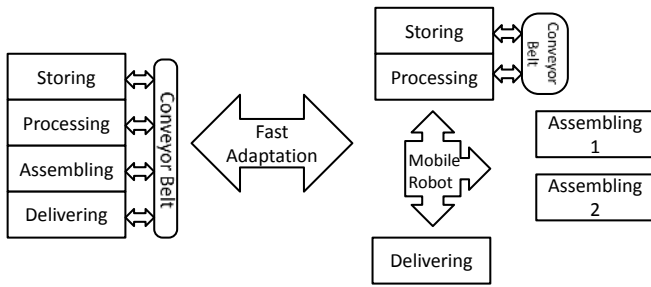 Storing
Processing
Assembling
Delivering
Conveyor Belt
Fast
Adaptation
Storing
Processing
Conveyor
Belt
Mobile
Robot
Assembling
1
Assembling
2
Delivering